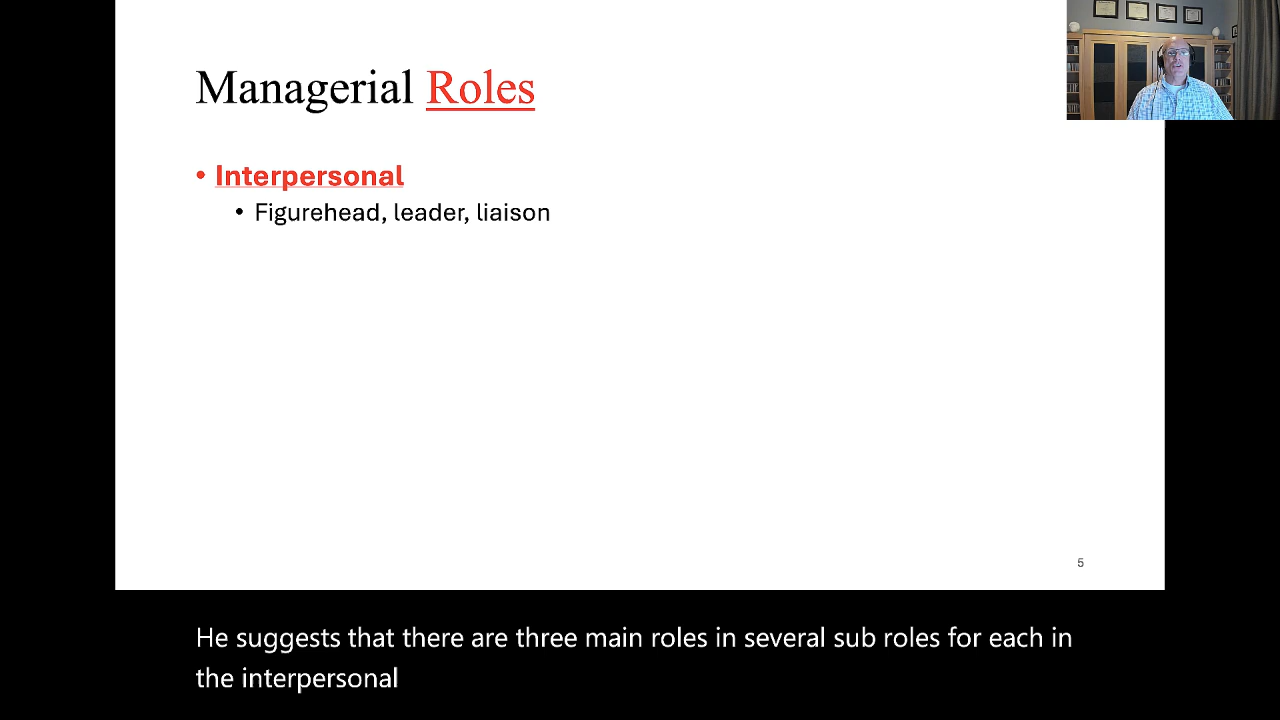 Managerial Roles
• Interpersonal
• Figurehead, leader, liaison
5
He suggests that there are three main roles in several sub roles for each in
the interpersonal